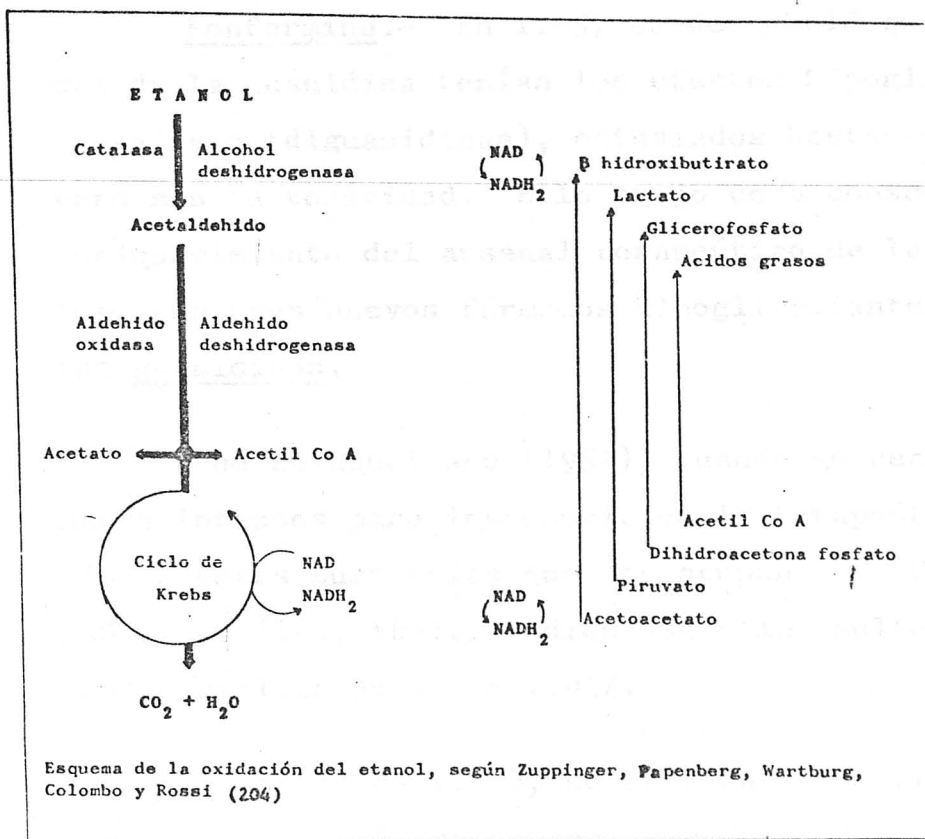 E T A N O L
Catalasa
Alcohol
deshidrogenasa
Acetaldehido
Aldehido
oxidasa
Aldehido
deshidrogenasa
Acetato
Acetil Co A
Ciclo de
Krebs
NAD
NADH2
CO2 + H2O
NAD
NADH2
β hidroxibutirato
Lactato
Glicerofosfato
Acidos grasos
Acetil Co A
Dihidroacetona fosfato
Piruvato
NAD
NADH2
Acetoacetato
Esquema de la oxidación del etanol, según Zuppinger, Papenberg, Wartburg,
Colombo y Rossi (204)